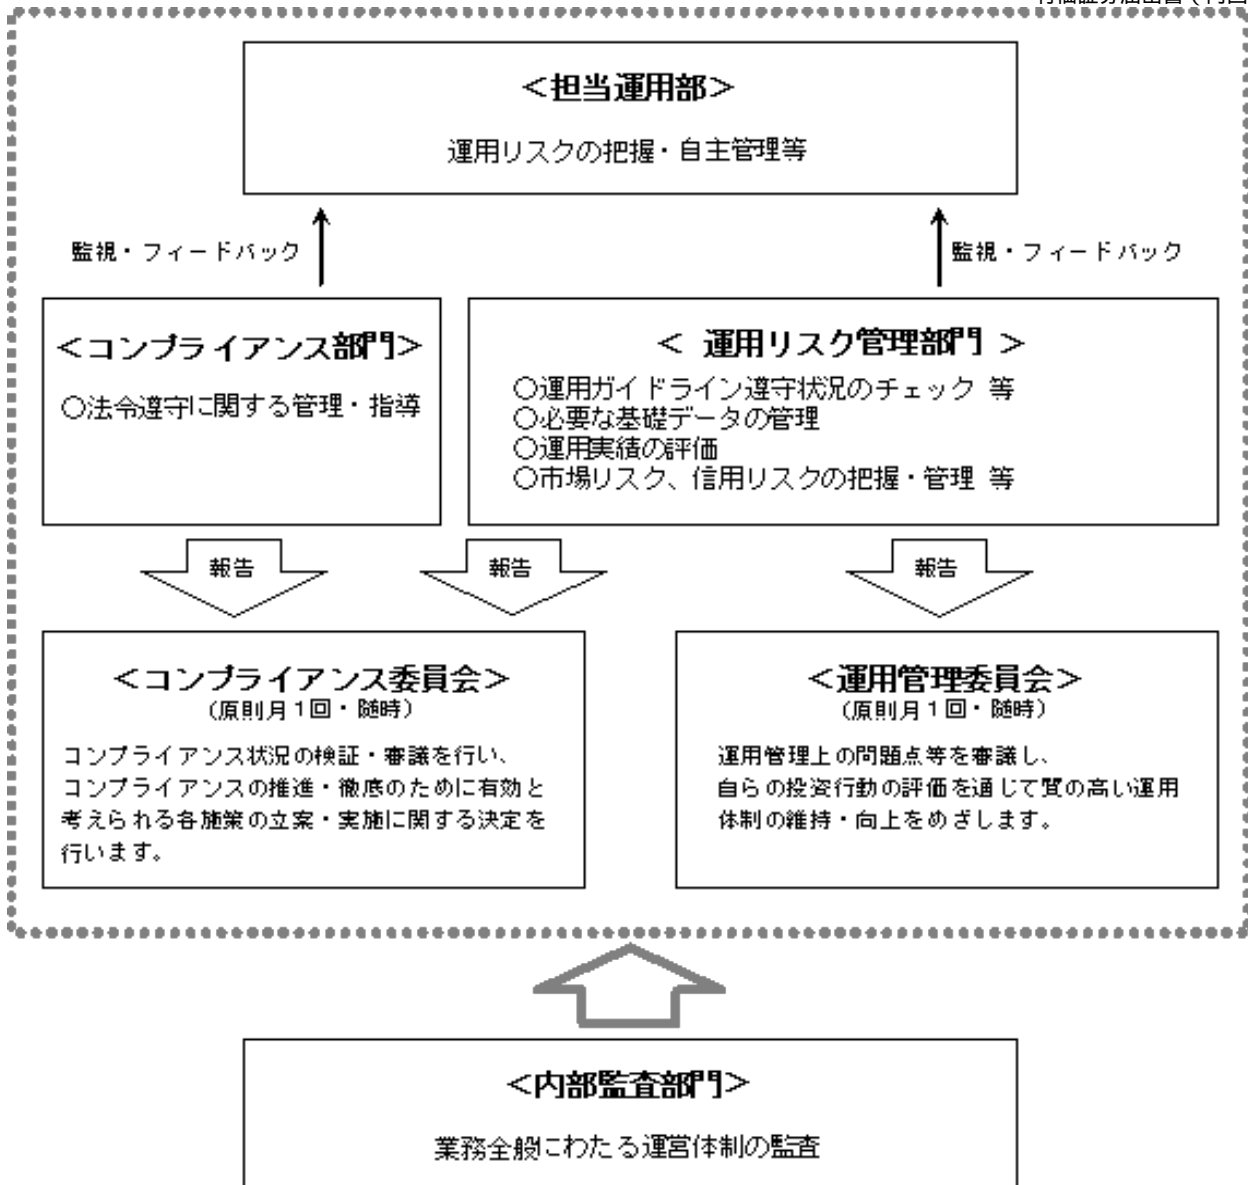 ＜担当運用部＞
運用リスクの把握・自主管理等
監視・フィードバック
監視・フィードバック
＜コンプライアンス部門＞
○法令遵守に関する管理・指導
＜ 運用リスク管理部門 ＞
○運用ガイドライン遵守状況のチェック 等
○必要な基礎データの管理
○運用実績の評価
○市場リスク、信用リスクの把握・管理 等
報告
報告
報告
＜コンプライアンス委員会＞
（原則月１回・随時）
コンプライアンス状況の検証・審議を行い、
コンプライアンスの推進・徹底のために有効と
考えられる各施策の立案・実施に関する決定を
行います。
＜運用管理委員会＞
（原則月１回・随時）
運用管理上の問題点等を審議し、
自らの投資行動の評価を通じて質の高い運用
体制の維持・向上をめざします。
＜内部監査部門＞
業務全般にわたる運営体制の監査